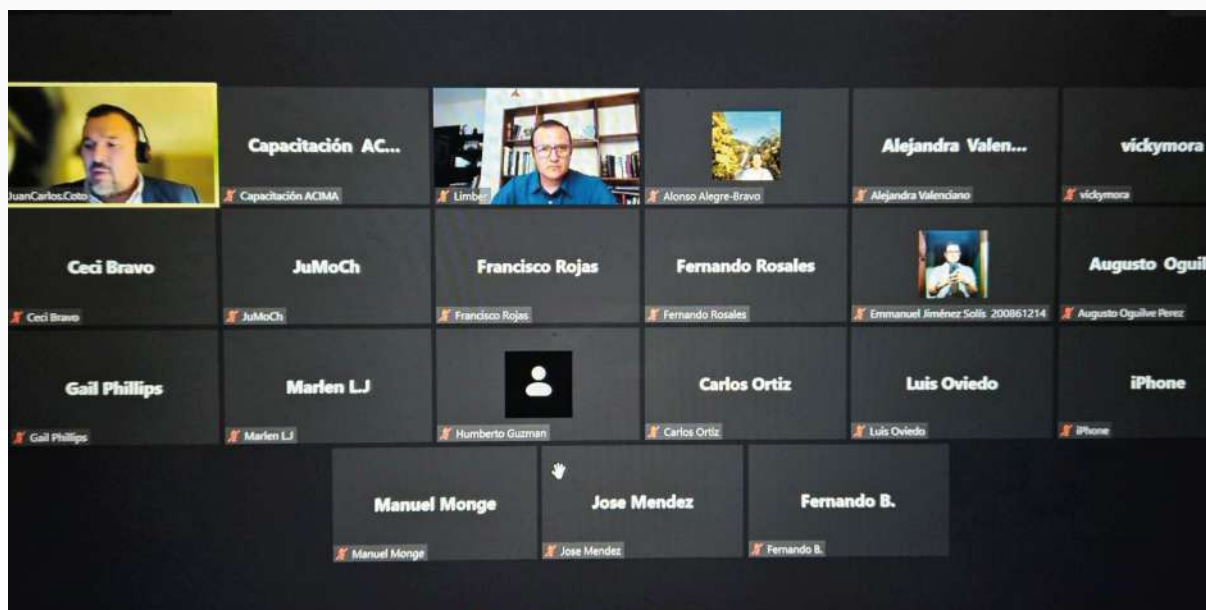 JuanCarlos.Coto
Capacitación AC...
Capacitación ACIMA
Limber
Alonso Alegre-Bravo
Alejandra Valen...
Alejandra Valenciano
vickymora
vickymora
Ceci Bravo
Ceci Bravo
JuMoCh
JuMoCh
Francisco Rojas
Francisco Rojas
Fernando Rosales
Fernando Rosales
Emmanuel Jiménez Solís 200861214
Augusto Oguil
Augusto Oguilve Perez
Gail Phillips
Gail Phillips
Marlen L.J
Marlen L.J
Humberto Guzman
Carlos Ortiz
Carlos Ortiz
Luis Oviedo
Luis Oviedo
iPhone
iPhone
Manuel Monge
Manuel Monge
Jose Mendez
Jose Mendez
Fernando B.
Fernando B.